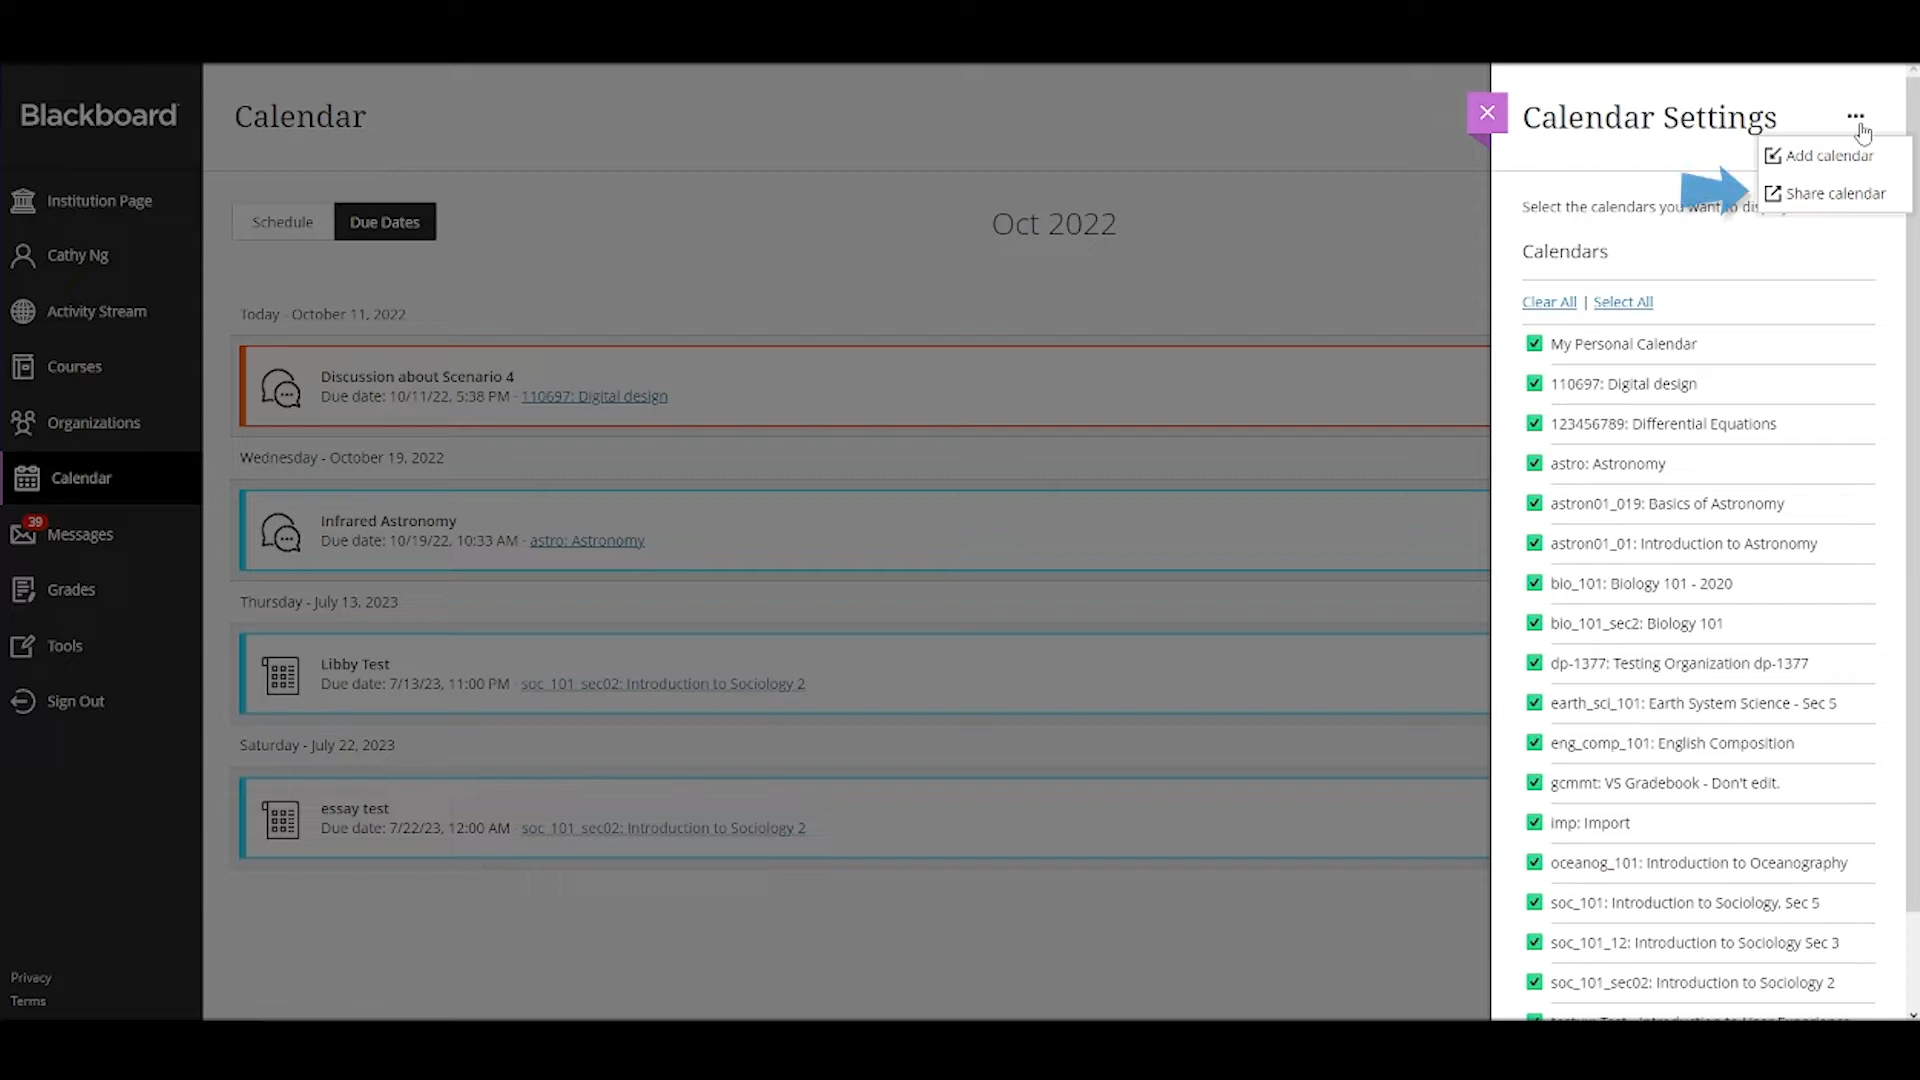 Blackboard
Institution Page
Cathy Ng
Activity Stream
Courses
Organizations
Calendar
39
Messages
Grades
Tools
Sign Out
Privacy
Terms
Calendar
Schedule
Due Dates
Oct 2022
Today - October 11, 2022
Discussion about Scenario 4
Due date: 10/11/22, 5:38 PM · 110697: Digital design
Wednesday - October 19, 2022
Infrared Astronomy
Due date: 10/19/22, 10:33 AM · astro: Astronomy
Thursday - July 13, 2023
Libby Test
Due date: 7/13/23, 11:00 PM · soc_101_sec02: Introduction to Sociology 2
Saturday - July 22, 2023
essay test
Due date: 7/22/23, 12:00 AM · soc_101_sec02: Introduction to Sociology 2
Calendar Settings
Add calendar
Share calendar
Select the calendars you want to
Calendars
Clear All | Select All
My Personal Calendar
110697: Digital design
123456789: Differential Equations
astro: Astronomy
astron01_019: Basics of Astronomy
astron01_01: Introduction to Astronomy
bio_101: Biology 101 - 2020
bio_101_sec2: Biology 101
dp-1377: Testing Organization dp-1377
earth_sci_101: Earth System Science - Sec 5
eng_comp_101: English Composition
gcmmt: VS Gradebook - Don't edit.
imp: Import
oceanog_101: Introduction to Oceanography
soc_101: Introduction to Sociology, Sec 5
soc_101_12: Introduction to Sociology Sec 3
soc_101_sec02: Introduction to Sociology 2